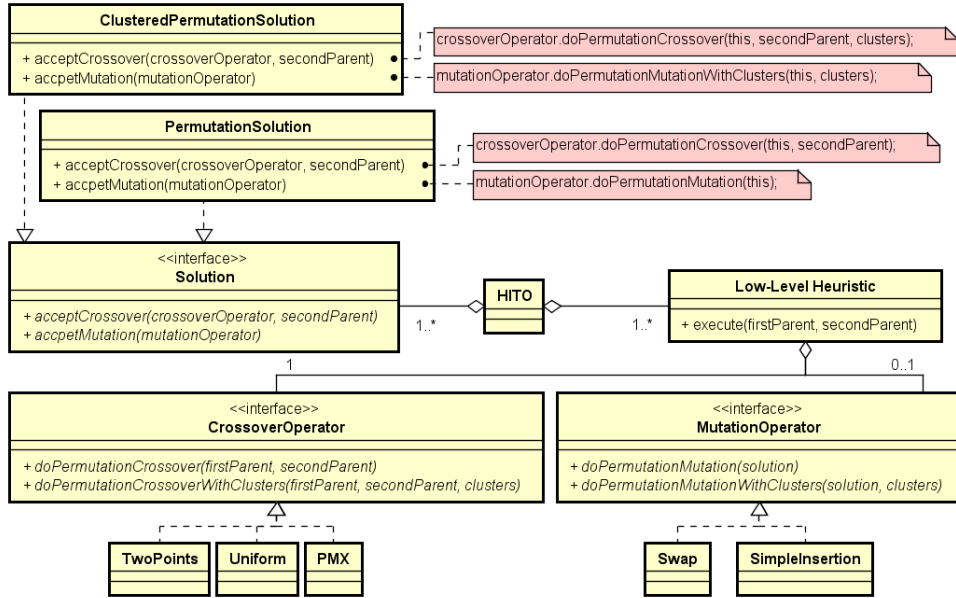 ClusteredPermutationSolution
+ acceptCrossover(crossoverOperator, secondParent)
+ accpetMutation(mutationOperator)
crossoverOperator.doPermutationCrossover(this, secondParent, clusters);
mutationOperator.doPermutationMutationWithClusters(this, clusters);
PermutationSolution
+ acceptCrossover(crossoverOperator, secondParent)
+ accpetMutation(mutationOperator)
crossoverOperator.doPermutationCrossover(this, secondParent);
mutationOperator.doPermutationMutation(this);
<<interface>>
Solution
+ acceptCrossover(crossoverOperator, secondParent)
+ accpetMutation(mutationOperator)
1..*
HITO
1..*
Low-Level Heuristic
+ execute(firstParent, secondParent)
1
0..1
<<interface>>
CrossoverOperator
+ doPermutationCrossover(firstParent, secondParent)
+ doPermutationCrossoverWithClusters(firstParent, secondParent, clusters)
<<interface>>
MutationOperator
+ doPermutationMutation(solution)
+ doPermutationMutationWithClusters(solution, clusters)
TwoPoints
Uniform
PMX
Swap
SimpleInsertion